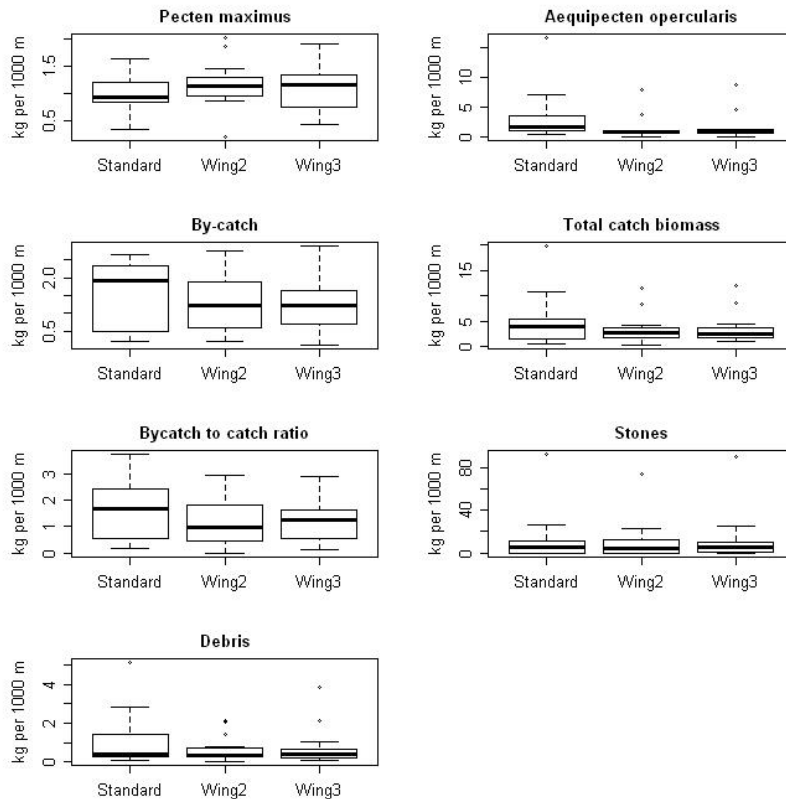 Pecten maximus
kg per 1000 m
1.5
0.5
Standard Wing2 Wing3
Aequipecten opercularis
kg per 1000 m
10
5
0
Standard Wing2 Wing3
By-catch
kg per 1000 m
2.0
0.5
Standard Wing2 Wing3
Total catch biomass
kg per 1000 m
15
5
0
Standard Wing2 Wing3
Bycatch to catch ratio
kg per 1000 m
3
2
1
0
Standard Wing2 Wing3
Stones
kg per 1000 m
80
40
0
Standard Wing2 Wing3
Debris
kg per 1000 m
4
2
0
Standard Wing2 Wing3